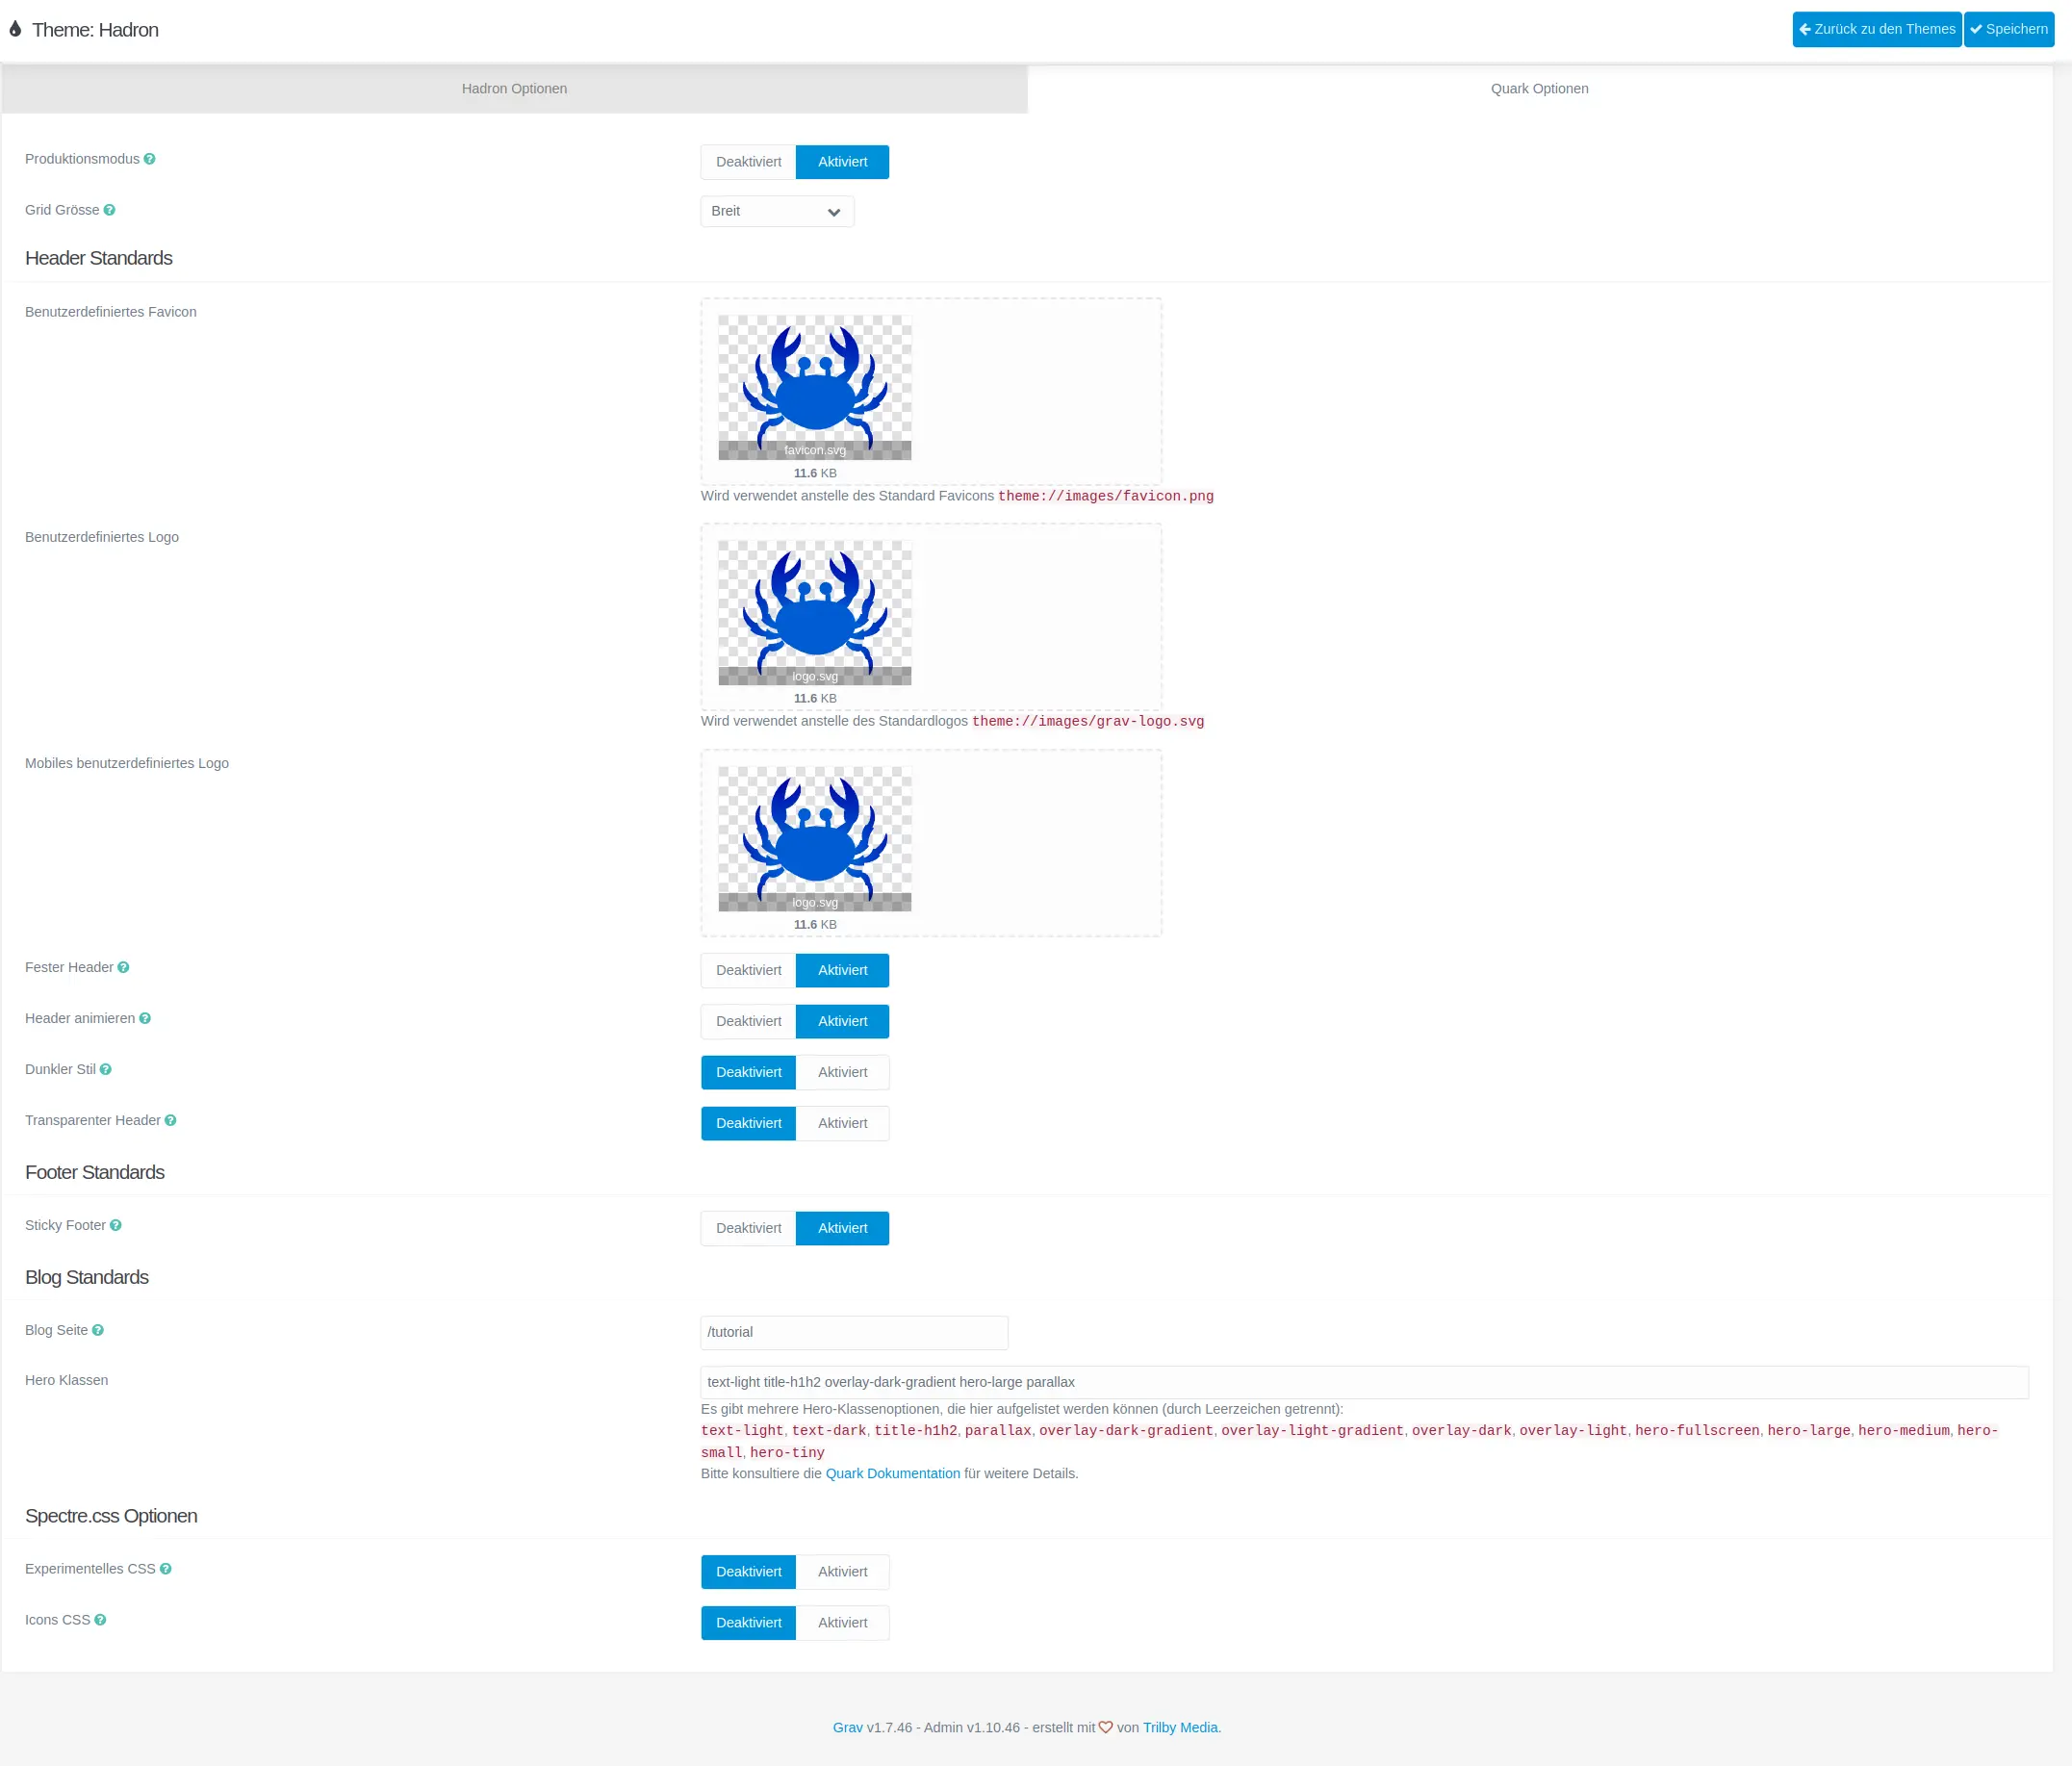 Theme: Hadron
Zurück zu den Themes
Speichern
Hadron Optionen
Quark Optionen
Produktionsmodus
Deaktiviert Aktiviert
Grid Grösse
Breit
Header Standards
Benutzerdefiniertes Favicon
favicon.svg
11.6 KB
Wird verwendet anstelle des Standard Favicons theme://images/favicon.png
Benutzerdefiniertes Logo
logo.svg
11.6 KB
Wird verwendet anstelle des Standardlogos theme://images/grav-logo.svg
Mobiles benutzerdefiniertes Logo
logo.svg
11.6 KB
Fester Header
Deaktiviert Aktiviert
Header animieren
Deaktiviert Aktiviert
Dunkler Stil
Deaktiviert Aktiviert
Transparenter Header
Deaktiviert Aktiviert
Footer Standards
Sticky Footer
Deaktiviert Aktiviert
Blog Standards
Blog Seite
/tutorial
Hero Klassen
text-light title-h1h2 overlay-dark-gradient hero-large parallax
Es gibt mehrere Hero-Klassenoptionen, die hier aufgelistet werden können (durch Leerzeichen getrennt):
text-light, text-dark, title-h1h2, parallax, overlay-dark-gradient, overlay-light-gradient, overlay-dark, overlay-light, hero-fullscreen, hero-large, hero-medium, hero-
small, hero-tiny
Bitte konsultiere die Quark Dokumentation für weitere Details.
Spectre.css Optionen
Experimentelles CSS
Deaktiviert Aktiviert
Icons CSS
Deaktiviert Aktiviert
Grav v1.7.46 - Admin v1.10.46 - erstellt mit von Trilby Media.